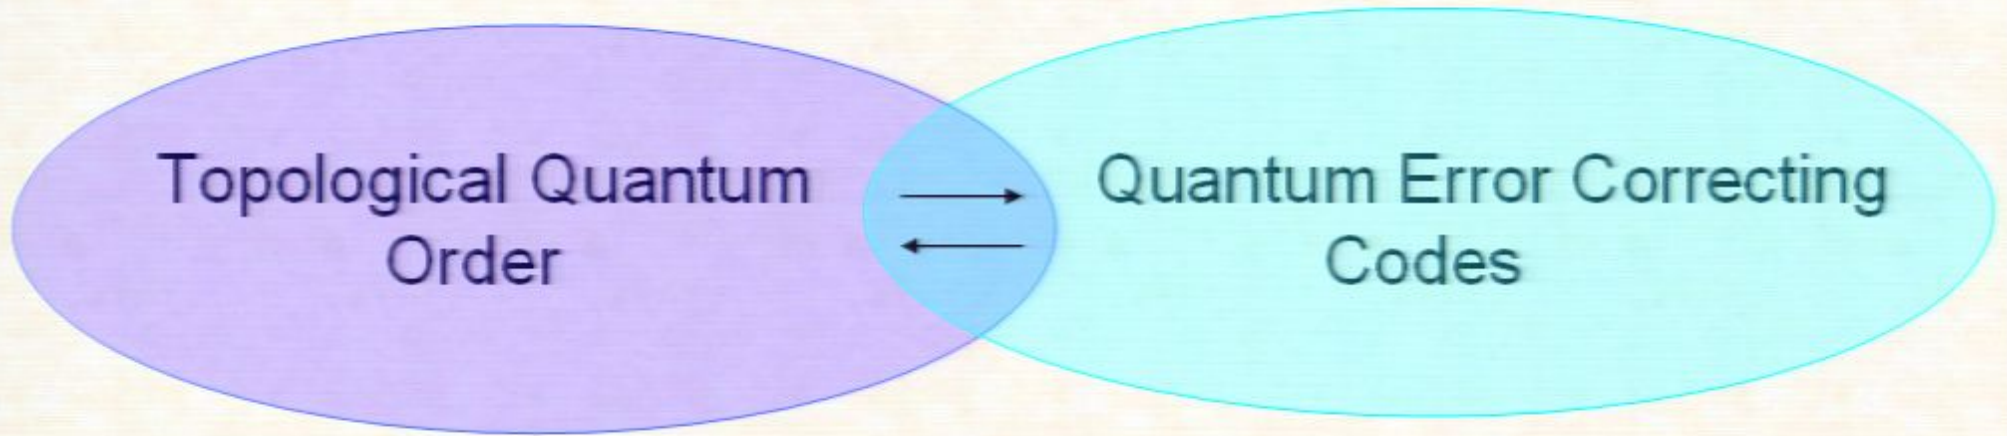 Topological Quantum
Order
Quantum Error Correcting
Codes